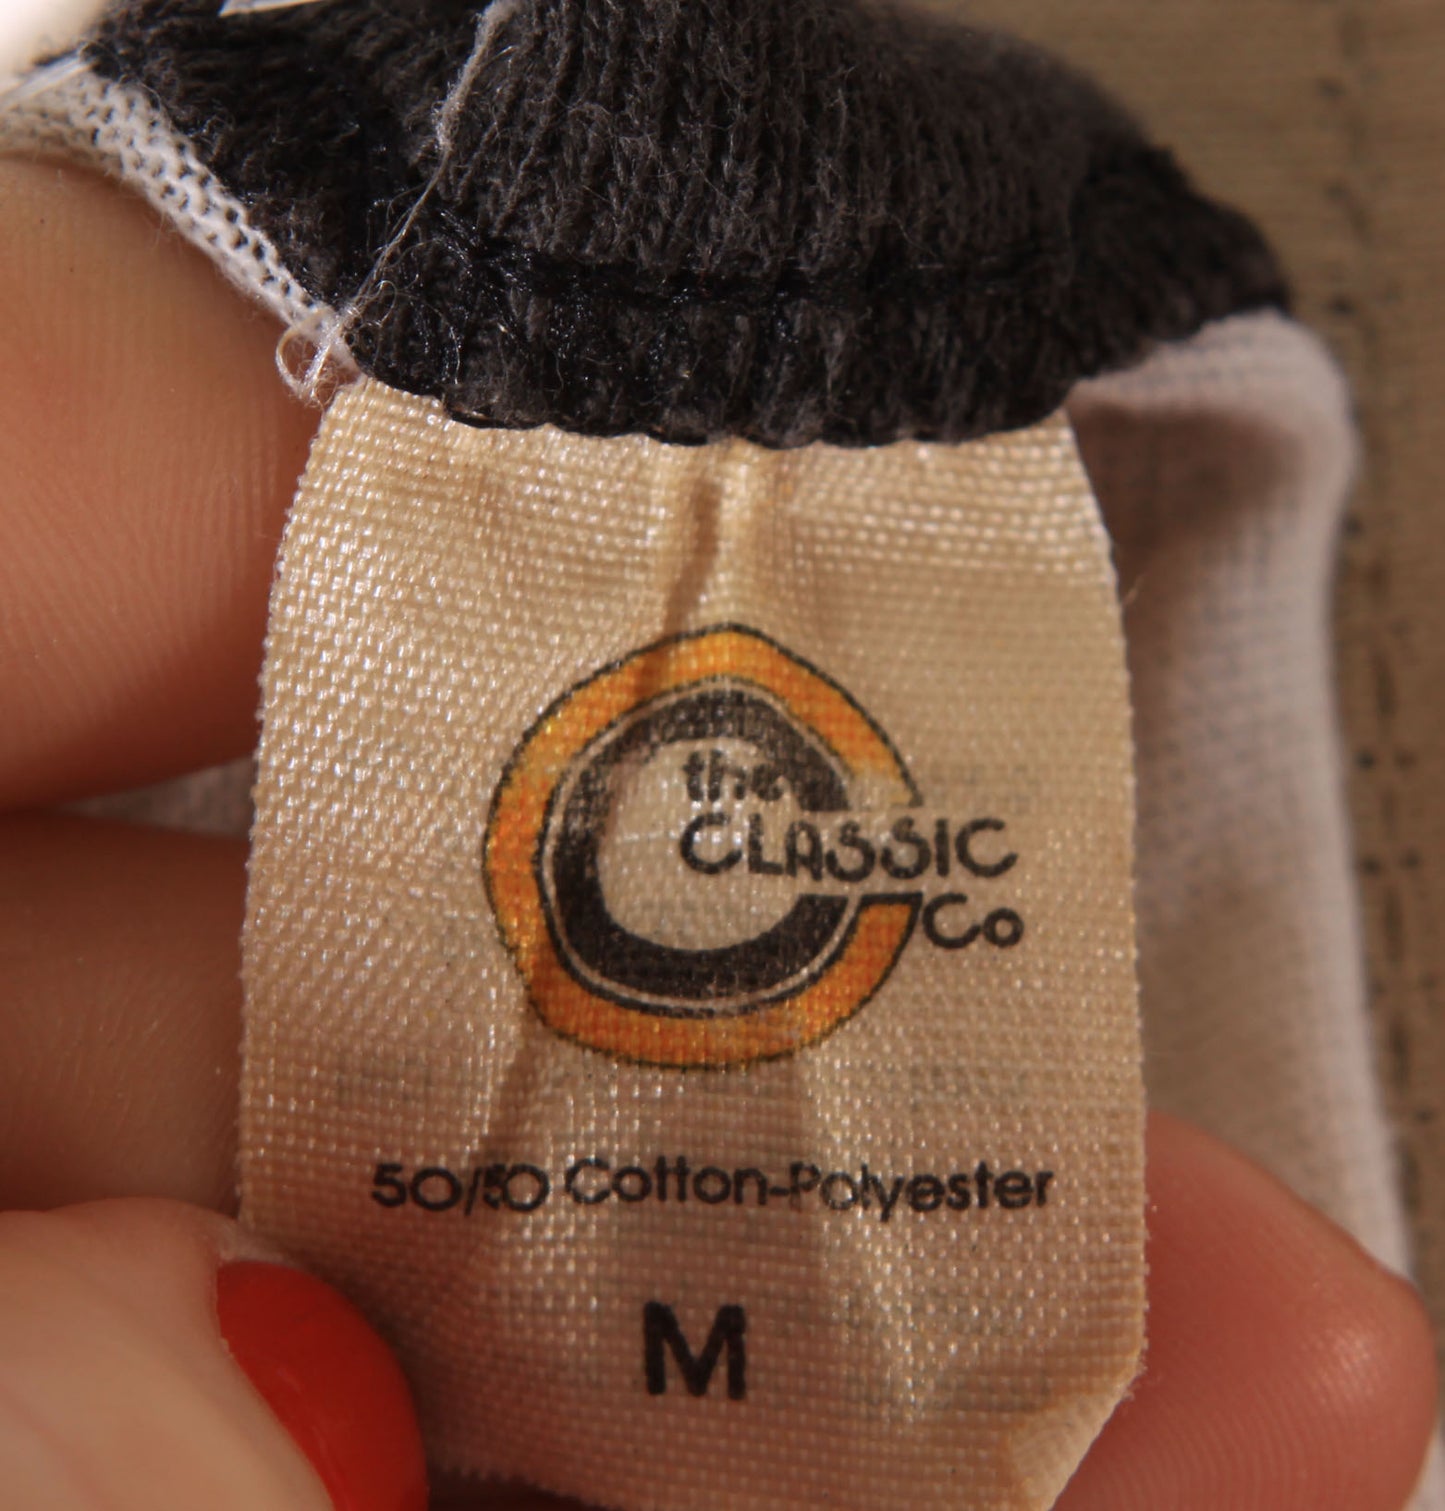 the
CLASSIC
Co
50/50 Cotton-Polyester
M